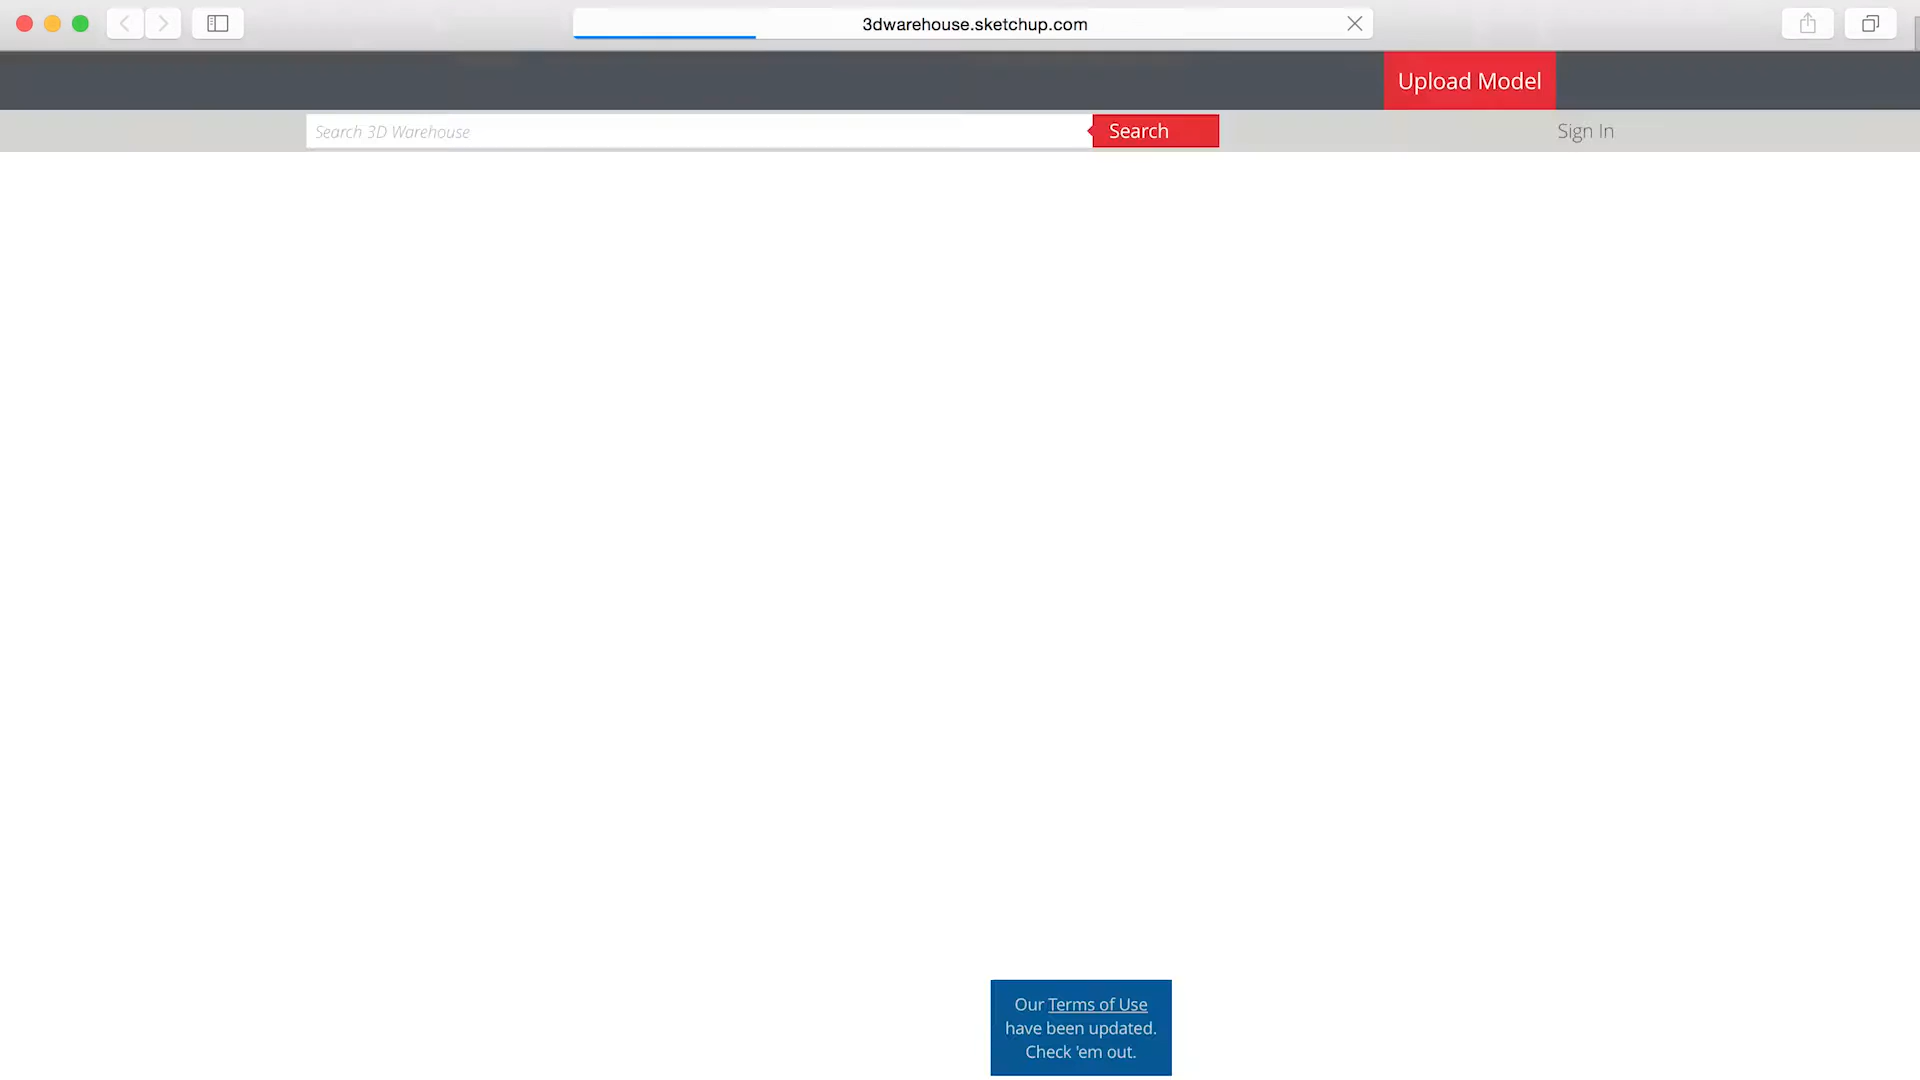 3dwarehouse.sketchup.com
Upload Model
Search 3D Warehouse
Search
Sign In
Our Terms of Use
have been updated.
Check 'em out.